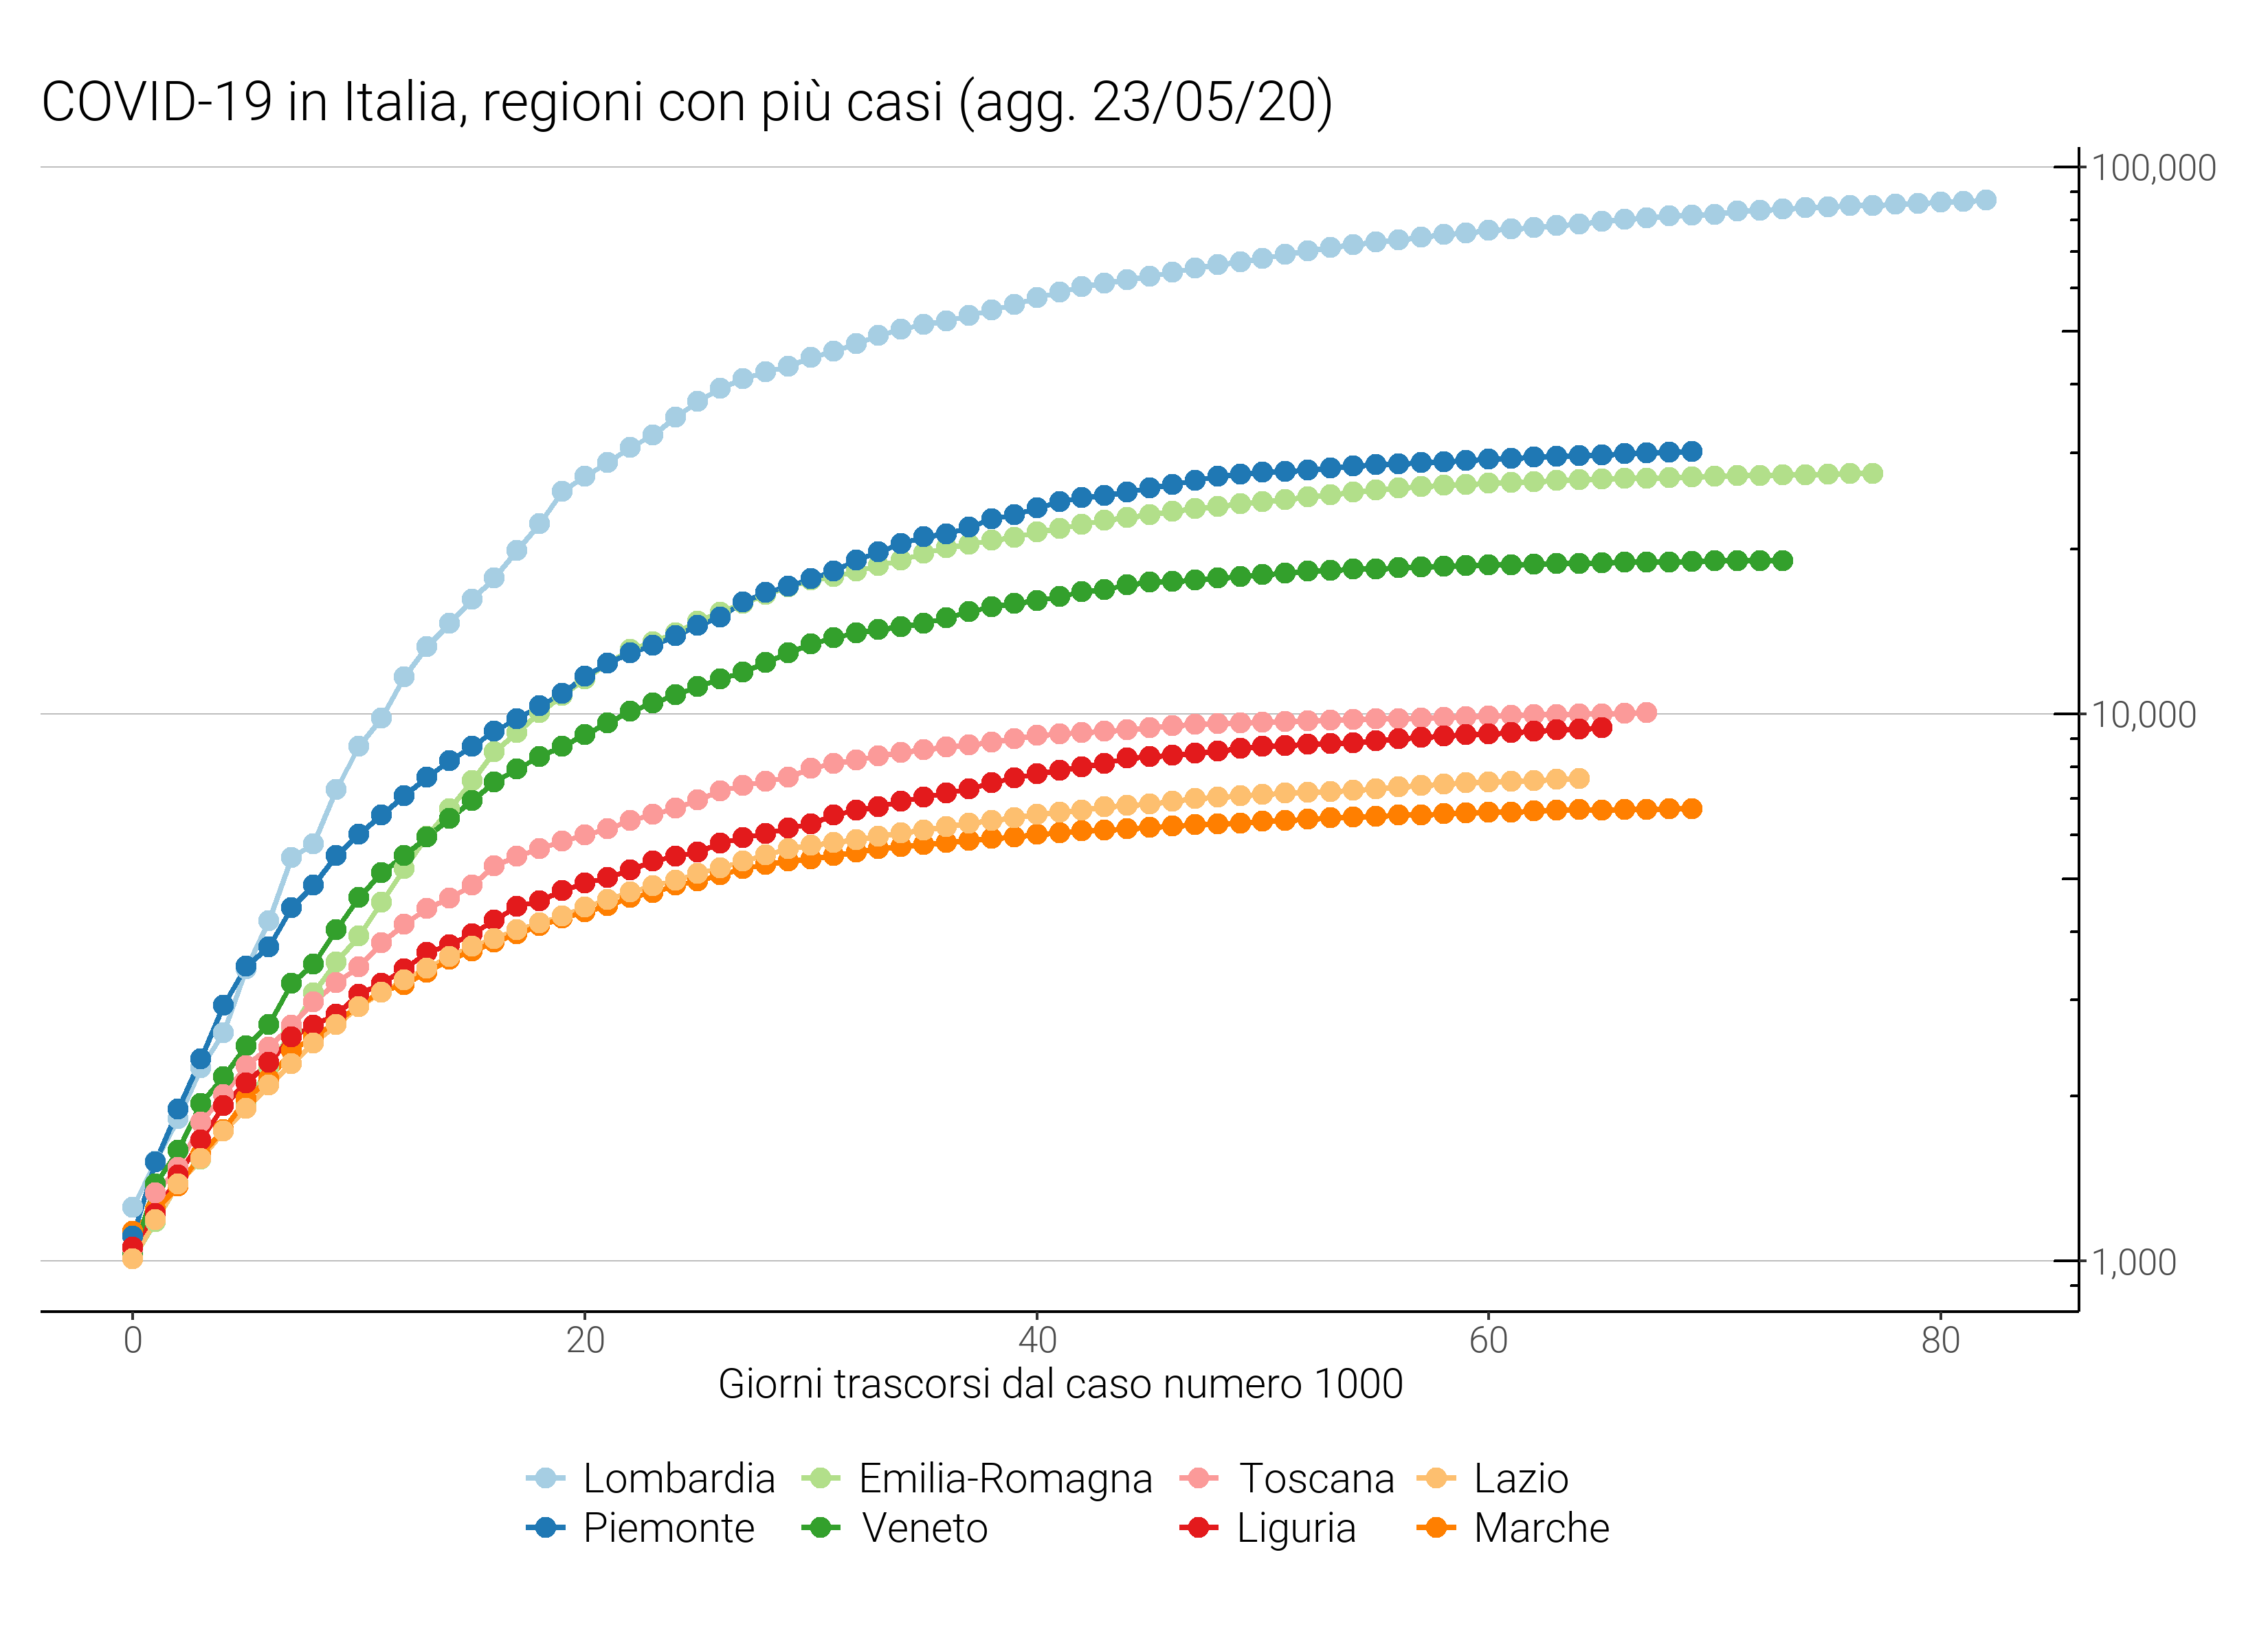 COVID-19 in Italia, regioni con più casi (agg. 23/05/20)
100,000
10,000
1,000
0 20 40 60 80
Giorni trascorsi dal caso numero 1000
Lombardia Emilia-Romagna Toscana Lazio
Piemonte Veneto Liguria Marche